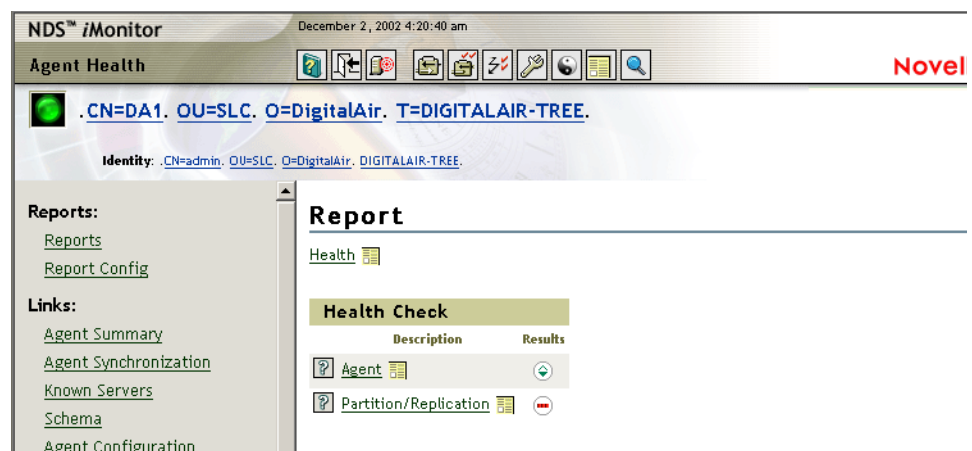 NDS™ iMonitor
December 2, 2002 4:20:40 am
Agent Health
Novell
. CN=DA1. OU=SLC. O=DigitalAir. T=DIGITALAIR-TREE.
Identity: .CN=admin. OU=SLC. O=DigitalAir. DIGITALAIR-TREE.
Reports:
Reports
Report Config
Links:
Agent Summary
Agent Synchronization
Known Servers
Schema
Agent Configuration
Report
Health
Health Check
Description Results
? Agent
? Partition/Replication